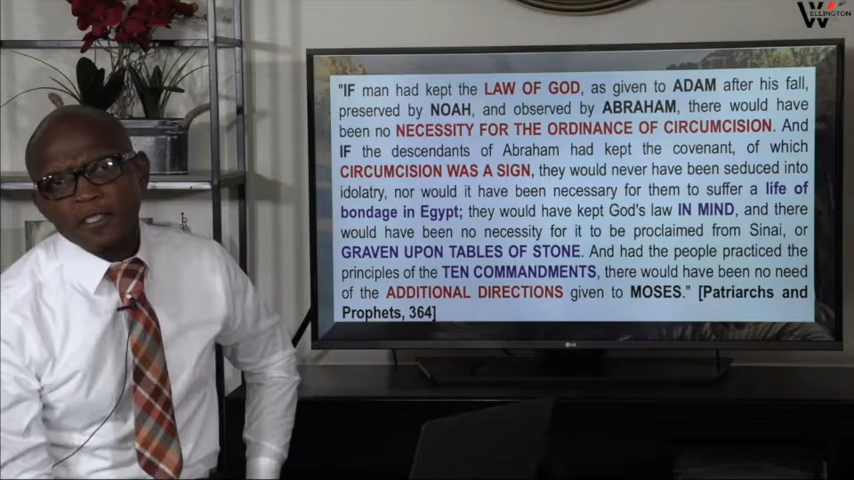 WELLINGTON
"IF man had kept the LAW OF GOD, as given to ADAM after his fall,
preserved by NOAH, and observed by ABRAHAM, there would have
been no NECESSITY FOR THE ORDINANCE OF CIRCUMCISION. And
IF the descendants of Abraham had kept the covenant, of which
CIRCUMCISION WAS A SIGN, they would never have been seduced into
idolatry, nor would it have been necessary for them to suffer a life of
bondage in Egypt; they would have kept God's law IN MIND, and there
would have been no necessity for it to be proclaimed from Sinai, or
GRAVEN UPON TABLES OF STONE. And had the people practiced the
principles of the TEN COMMANDMENTS, there would have been no need
of the ADDITIONAL DIRECTIONS given to MOSES." [Patriarchs and
Prophets, 364]
LG